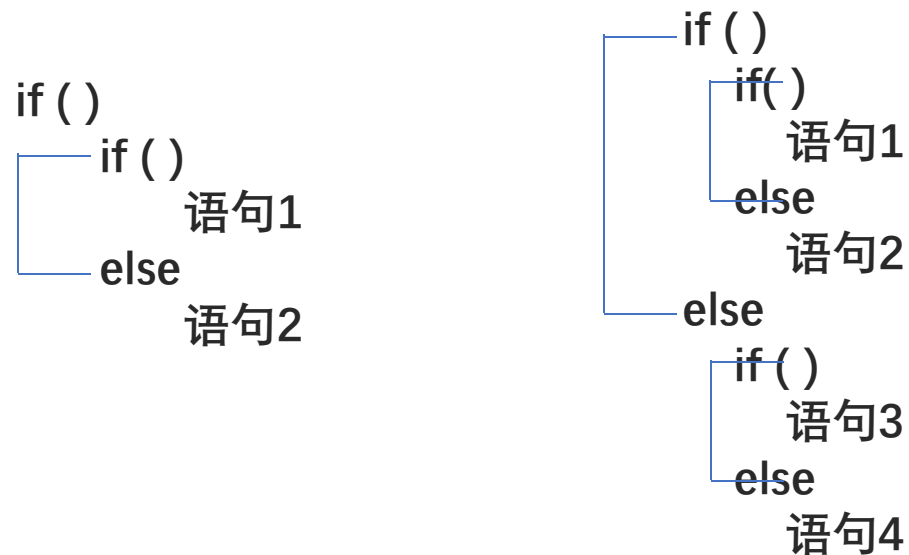 if ( )
if ( )
语句1
else
语句2
if ( )
if( )
语句1
else
语句2
else
if ( )
语句3
else
语句4